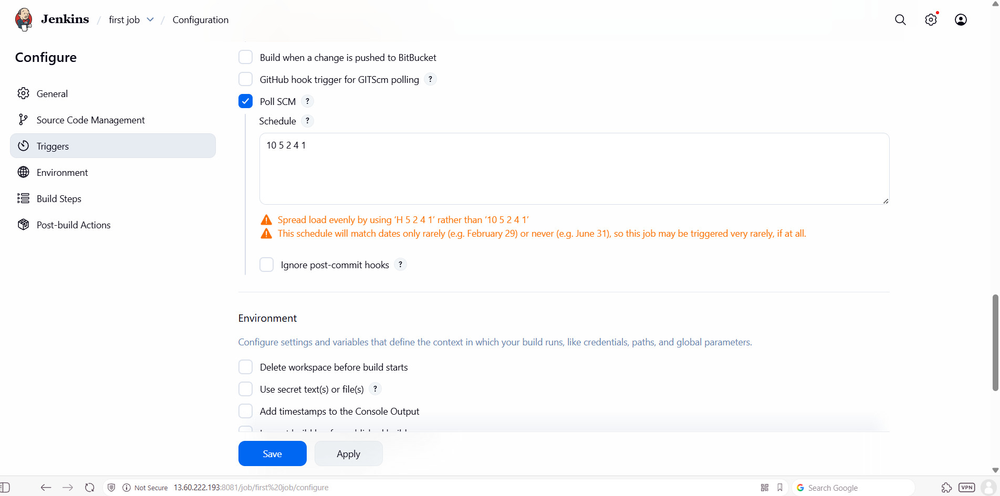 Jenkins / first job / Configuration
Configure
General
Source Code Management
Triggers
Environment
Build Steps
Post-build Actions
Build when a change is pushed to BitBucket
GitHub hook trigger for GITScm polling ?
Poll SCM ?
Schedule ?
10 5 2 4 1
Spread load evenly by using ‘H 5 2 4 1’ rather than ‘10 5 2 4 1’
This schedule will match dates only rarely (e.g. February 29) or never (e.g. June 31), so this job may be triggered very rarely, if at all.
Ignore post-commit hooks ?
Environment
Configure settings and variables that define the context in which your build runs, like credentials, paths, and global parameters.
Delete workspace before build starts
Use secret text(s) or file(s) ?
Add timestamps to the Console Output
Save Apply
Not Secure 13.60.222.193:8081/job/first%20job/configure Search Google VPN